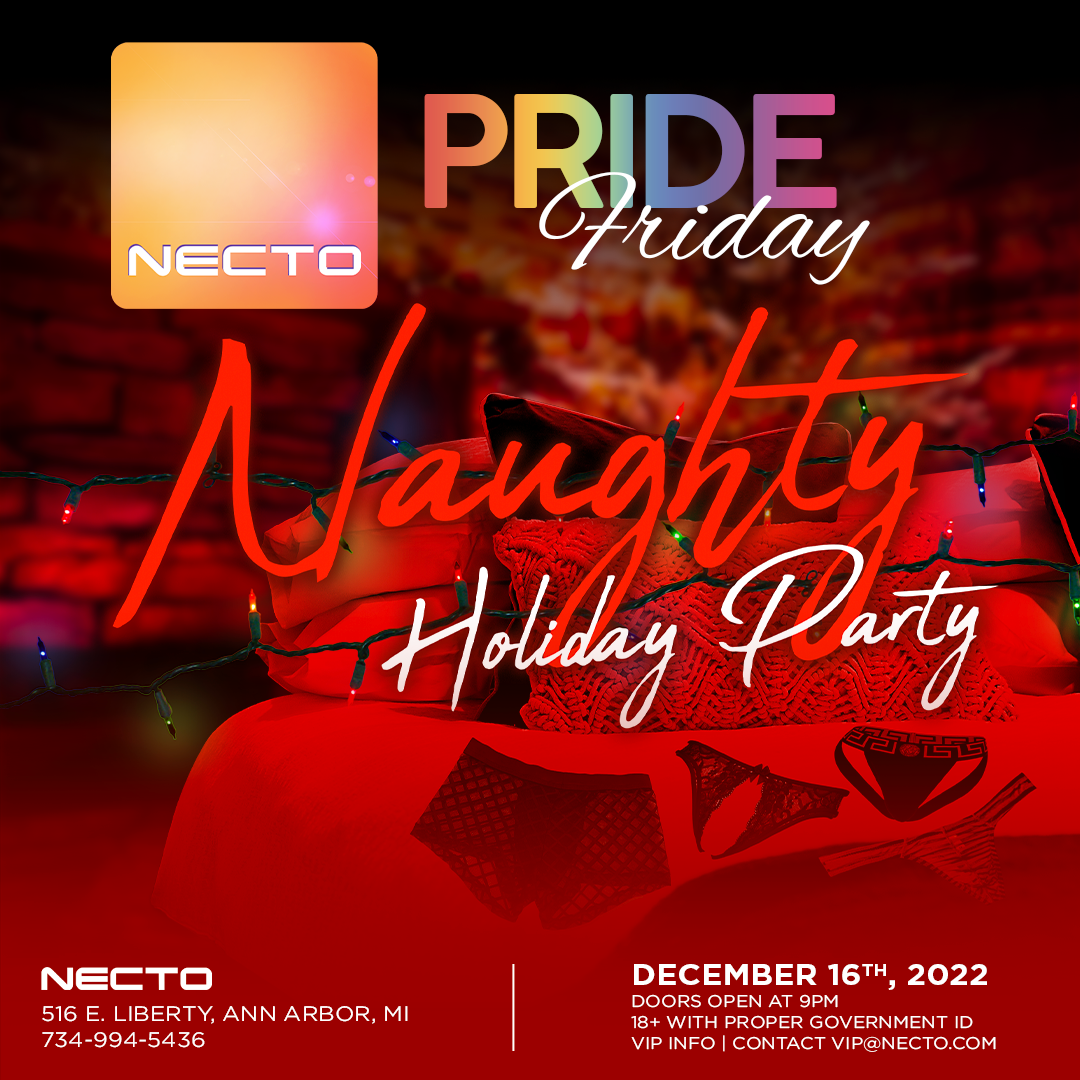 NECTO
PRIDE
Friday
Naughty
Holiday Party
NECTO
516 E. LIBERTY, ANN ARBOR, MI
734-994-5436
DECEMBER 16TH, 2022
DOORS OPEN AT 9PM
18+ WITH PROPER GOVERNMENT ID
VIP INFO | CONTACT VIP@NECTO.COM